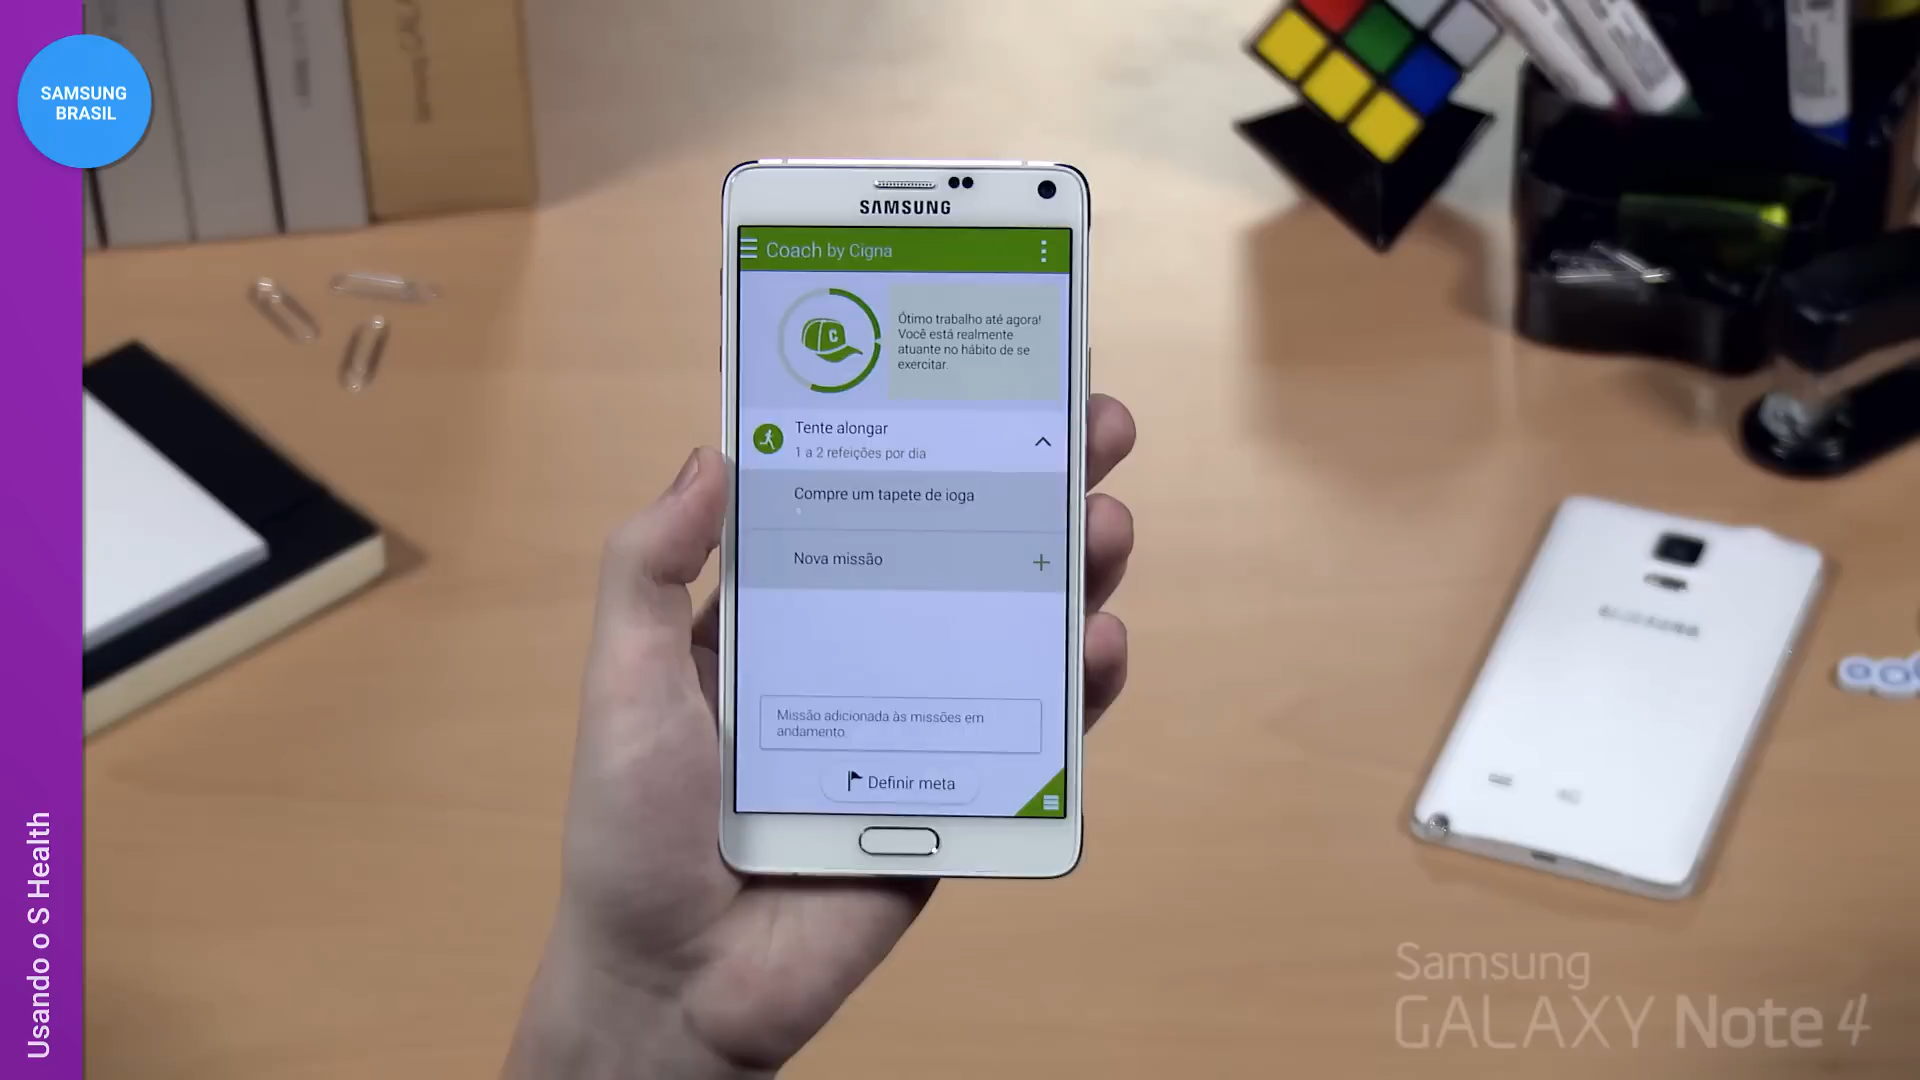 SAMSUNG
BRASIL
Usando o S Health
SAMSUNG
Coach by Cigna
C
Ótimo trabalho até agora!
Você está realmente
atuante no hábito de se
exercitar.
Tente alongar
1 a 2 refeições por dia
Compre um tapete de ioga
Nova missão
Missão adicionada às missões em
andamento.
Definir meta
SAMSUNG
Samsung
GALAXY Note 4